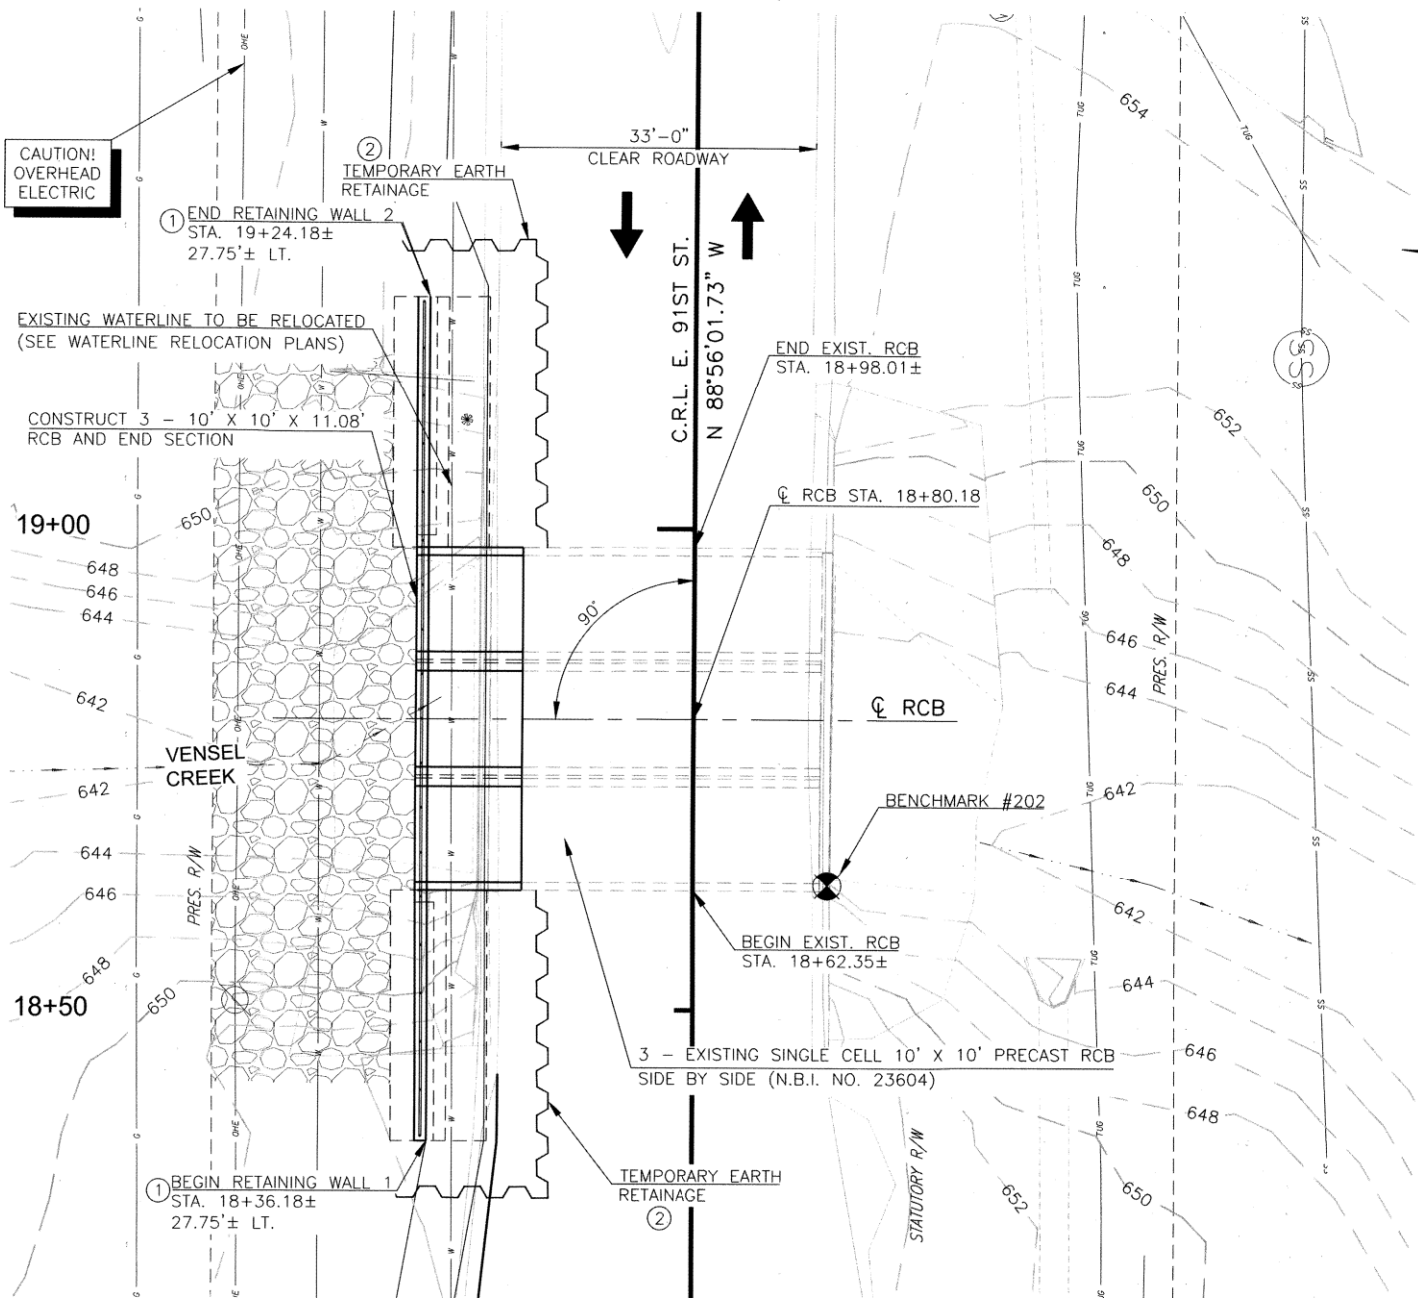 CAUTION!
OVERHEAD
ELECTRIC
OHE
G
W
②
TEMPORARY EARTH
RETAINAGE
33'-0"
CLEAR ROADWAY
654
TUG
SS
① END RETAINING WALL 2
STA. 19+24.18±
27.75'± LT.
C.R.L. E. 91ST ST.
N 88°56'01.73" W
EXISTING WATERLINE TO BE RELOCATED
(SEE WATERLINE RELOCATION PLANS)
END EXIST. RCB
STA. 18+98.01±
SS
CONSTRUCT 3 - 10' X 10' X 11.08'
RCB AND END SECTION
652
℄ RCB STA. 18+80.18
650
19+00
650
648
646
644
648
646
644
90°
PRES. R/W
642
℄ RCB
VENSEL
CREEK
642
642
BENCHMARK #202
644
646
PRES. R/W
642
BEGIN EXIST. RCB
STA. 18+62.35±
648
650
18+50
644
646
648
3 - EXISTING SINGLE CELL 10' X 10' PRECAST RCB
SIDE BY SIDE (N.B.I. NO. 23604)
① BEGIN RETAINING WALL 1
STA. 18+36.18±
27.75'± LT.
TEMPORARY EARTH
RETAINAGE
②
STATUTORY R/W
652
650